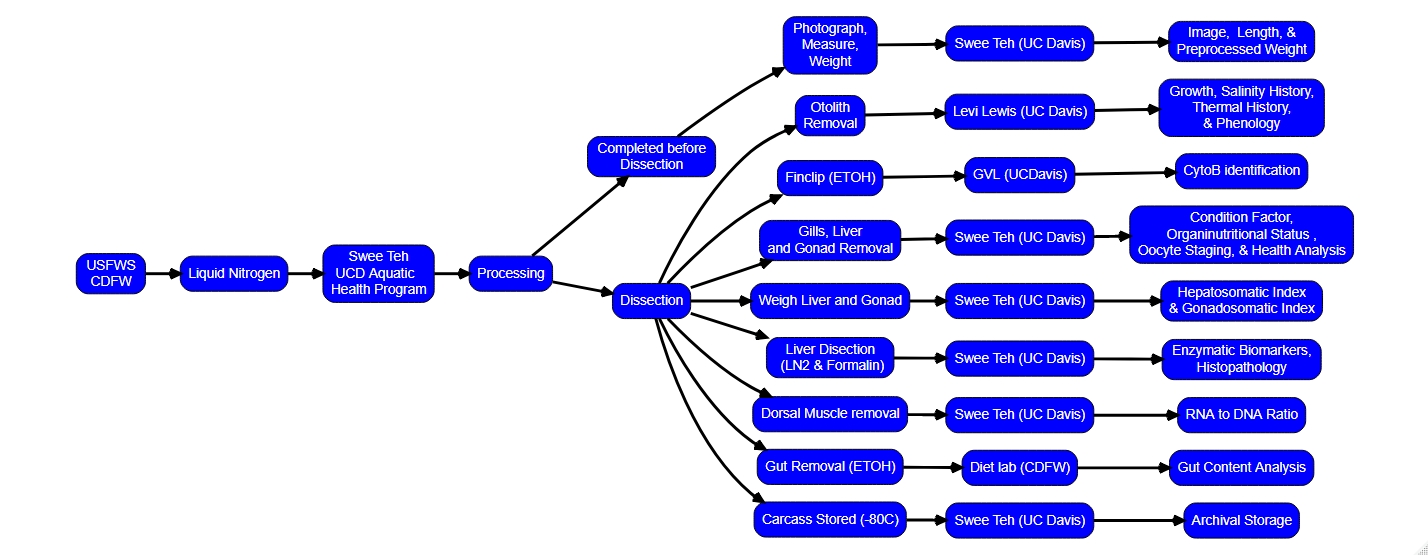 USFWS
CDFW
Liquid Nitrogen
Swee Teh
UCD Aquatic
Health Program
Processing
Completed before
Dissection
Dissection
Photograph,
Measure,
Weight
Swee Teh (UC Davis)
Image, Length, &
Preprocessed Weight
Otolith
Removal
Levi Lewis (UC Davis)
Growth, Salinity History,
Thermal History,
& Phenology
Finclip (ETOH)
GVL (UCDavis)
CytoB identification
Gills, Liver
and Gonad Removal
Swee Teh (UC Davis)
Condition Factor,
Organinutritional Status ,
Oocyte Staging, & Health Analysis
Weigh Liver and Gonad
Swee Teh (UC Davis)
Hepatosomatic Index
& Gonadosomatic Index
Liver Disection
(LN2 & Formalin)
Swee Teh (UC Davis)
Enzymatic Biomarkers,
Histopathology
Dorsal Muscle removal
Swee Teh (UC Davis)
RNA to DNA Ratio
Gut Removal (ETOH)
Diet lab (CDFW)
Gut Content Analysis
Carcass Stored (-80C)
Swee Teh (UC Davis)
Archival Storage